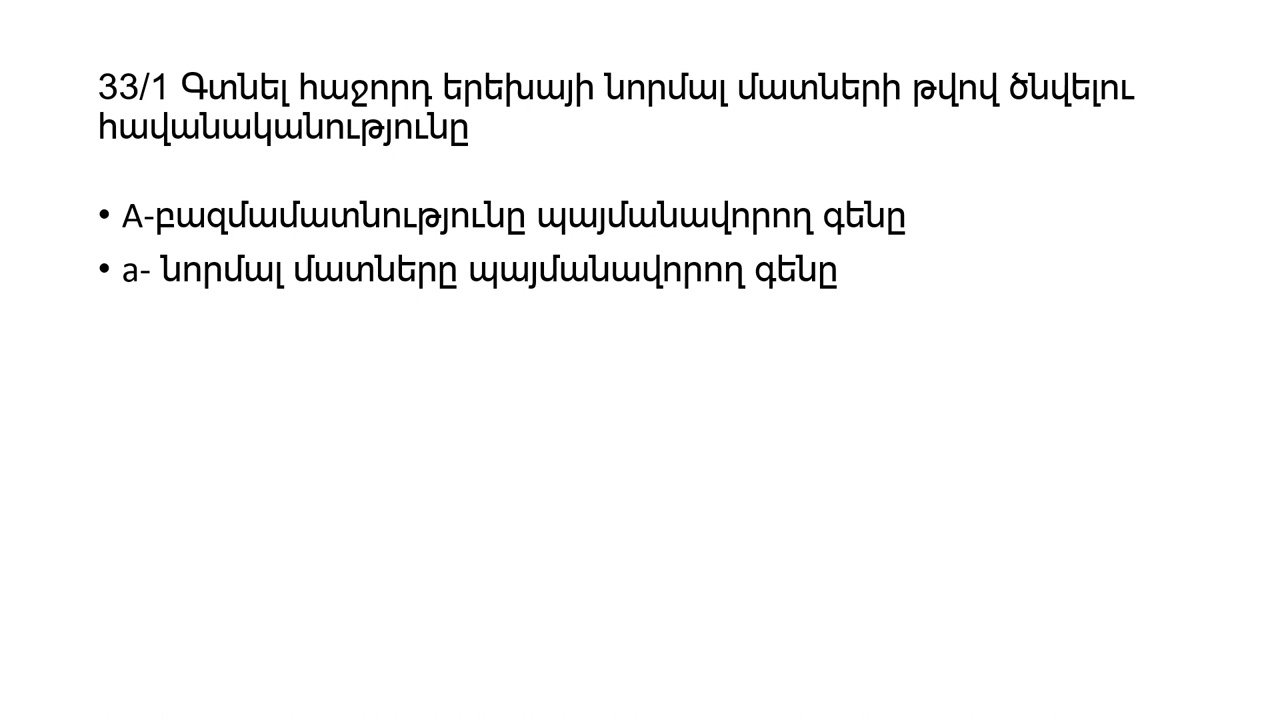 33/1 Գտնել հաջորդ երեխայի նորմալ մատների թվով ծնվելու
հավանականությունը
• A-բազմամատնությունը պայմանավորող գենը
• a- նորմալ մատները պայմանավորող գենը